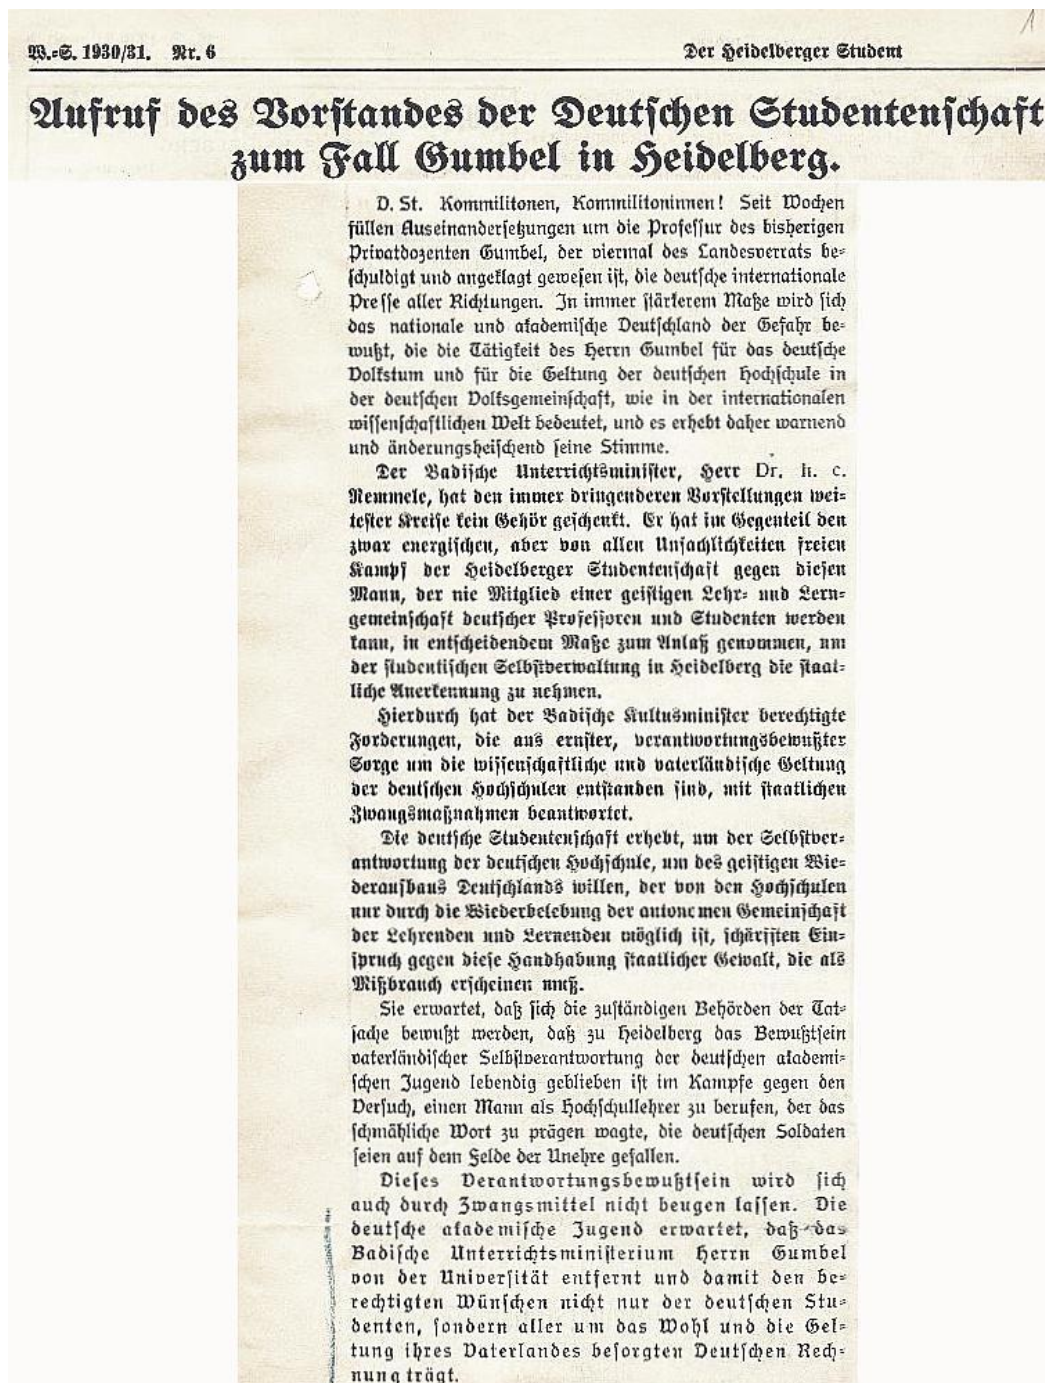 W.=S. 1930/31. Nr. 6
Der Heidelberger Student
Aufruf des Vorstandes der Deutschen Studentenschaft
zum Fall Gumbel in Heidelberg.
D. St. Kommilitonen, Kommilitoninnen! Seit Wochen
füllen Auseinandersetzungen um die Professur des bisherigen
Privatdozenten Gumbel, der viermal des Landesverrats be=
schuldigt und angeklagt gewesen ist, die deutsche internationale
Presse aller Richtungen. In immer stärkerem Maße wird sich
das nationale und akademische Deutschland der Gefahr be=
wußt, die die Tätigkeit des Herrn Gumbel für das deutsche
Volkstum und für die Geltung der deutschen Hochschule in
der deutschen Volksgemeinschaft, wie in der internationalen
wissenschaftlichen Welt bedeutet, und es erhebt daher warnend
und änderungsheischend seine Stimme.
Der Badische Unterrichtsminister, Herr Dr. h. c.
Remmele, hat den immer dringenderen Vorstellungen wei=
tester Kreise kein Gehör geschenkt. Er hat im Gegenteil den
zwar energischen, aber von allen Unsachlichkeiten freien
Kampf der Heidelberger Studentenschaft gegen diesen
Mann, der nie Mitglied einer geistigen Lehr= und Lern=
gemeinschaft deutscher Professoren und Studenten werden
kann, in entscheidendem Maße zum Anlaß genommen, um
der studentischen Selbstverwaltung in Heidelberg die staat=
liche Anerkennung zu nehmen.
Hierdurch hat der Badische Kultusminister berechtigte
Forderungen, die aus ernster, verantwortungsbewußter
Sorge um die wissenschaftliche und vaterländische Geltung
der deutschen Hochschulen entstanden sind, mit staatlichen
Zwangsmaßnahmen beantwortet.
Die deutsche Studentenschaft erhebt, um der Selbstver=
antwortung der deutschen Hochschule, um des geistigen Wie=
deraufbaus Deutschlands willen, der von den Hochschulen
nur durch die Wiederbelebung der autonomen Gemeinschaft
der Lehrenden und Lernenden möglich ist, schärfsten Ein=
spruch gegen diese Handhabung staatlicher Gewalt, die als
Mißbrauch erscheinen muß.
Sie erwartet, daß sich die zuständigen Behörden der Tat=
sache bewußt werden, daß zu Heidelberg das Bewußtsein
vaterländischer Selbstverantwortung der deutschen akademi=
schen Jugend lebendig geblieben ist im Kampfe gegen den
Versuch, einen Mann als Hochschullehrer zu berufen, der das
schmähliche Wort zu prägen wagte, die deutschen Soldaten
seien auf dem Felde der Unehre gefallen.
Dieses Verantwortungsbewußtsein wird sich
auch durch Zwangsmittel nicht beugen lassen. Die
deutsche akademische Jugend erwartet, daß das
Badische Unterrichtsministerium Herrn Gumbel
von der Universität entfernt und damit den be=
rechtigten Wünschen nicht nur der deutschen Stu=
denten, sondern aller um das Wohl und die Gel=
tung ihres Vaterlandes besorgten Deutschen Rech=
nung trägt.